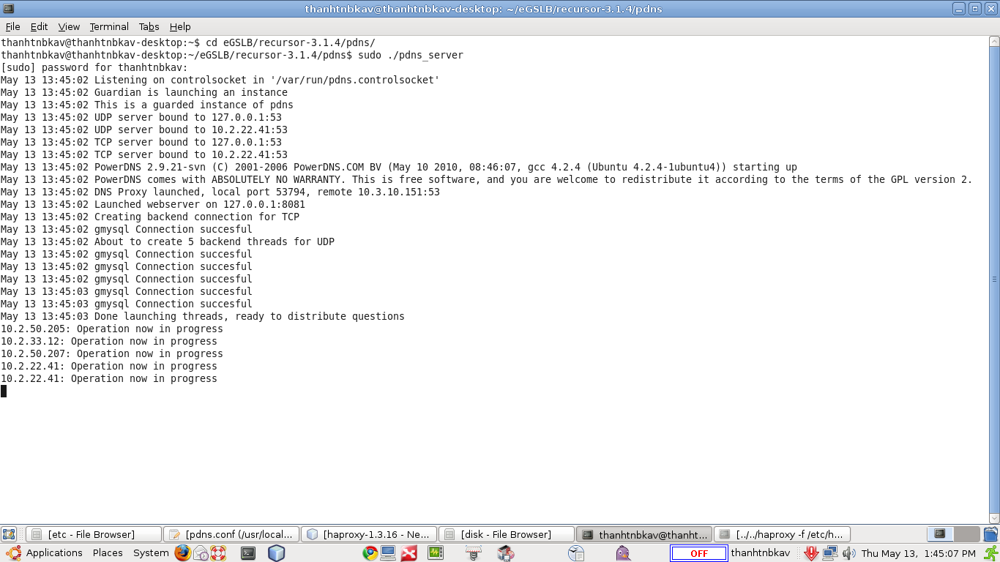 thanhtnbkav@thanhtnbkav-desktop: ~/eGSLB/recursor-3.1.4/pdns
File Edit View Terminal Tabs Help
thanhtnbkav@thanhtnbkav-desktop:~$ cd eGSLB/recursor-3.1.4/pdns/
thanhtnbkav@thanhtnbkav-desktop:~/eGSLB/recursor-3.1.4/pdns$ sudo ./pdns_server
[sudo] password for thanhtnbkav:
May 13 13:45:02 Listening on controlsocket in '/var/run/pdns.controlsocket'
May 13 13:45:02 Guardian is launching an instance
May 13 13:45:02 This is a guarded instance of pdns
May 13 13:45:02 UDP server bound to 127.0.0.1:53
May 13 13:45:02 UDP server bound to 10.2.22.41:53
May 13 13:45:02 TCP server bound to 127.0.0.1:53
May 13 13:45:02 TCP server bound to 10.2.22.41:53
May 13 13:45:02 PowerDNS 2.9.21-svn (C) 2001-2006 PowerDNS.COM BV (May 10 2010, 08:46:07, gcc 4.2.4 (Ubuntu 4.2.4-1ubuntu4)) starting up
May 13 13:45:02 PowerDNS comes with ABSOLUTELY NO WARRANTY. This is free software, and you are welcome to redistribute it according to the terms of the GPL version 2.
May 13 13:45:02 DNS Proxy launched, local port 53794, remote 10.3.10.151:53
May 13 13:45:02 Launched webserver on 127.0.0.1:8081
May 13 13:45:02 Creating backend connection for TCP
May 13 13:45:02 gmysql Connection succesful
May 13 13:45:02 About to create 5 backend threads for UDP
May 13 13:45:02 gmysql Connection succesful
May 13 13:45:02 gmysql Connection succesful
May 13 13:45:02 gmysql Connection succesful
May 13 13:45:03 gmysql Connection succesful
May 13 13:45:03 gmysql Connection succesful
May 13 13:45:03 Done launching threads, ready to distribute questions
10.2.50.205: Operation now in progress
10.2.33.12: Operation now in progress
10.2.50.207: Operation now in progress
10.2.22.41: Operation now in progress
10.2.22.41: Operation now in progress
[etc - File Browser] [pdns.conf (/usr/local... [haproxy-1.3.16 - Ne... [disk - File Browser] thanhtnbkav@thanht... [../../haproxy -f /etc/h...
Applications Places System OFF thanhtnbkav Thu May 13, 1:45:07 PM